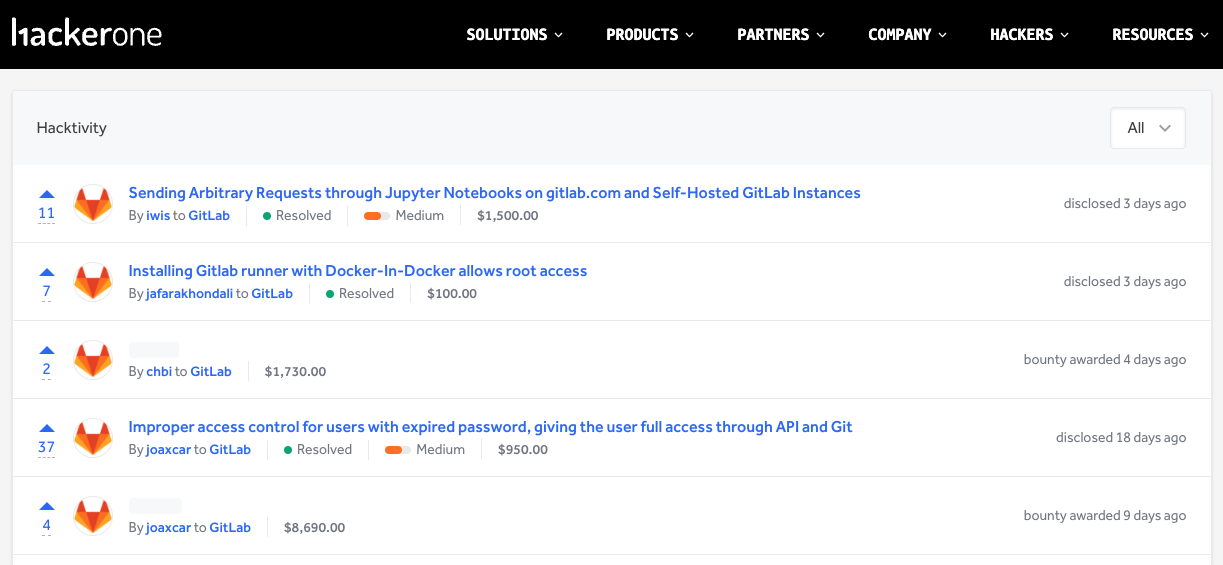 hackerone
SOLUTIONS PRODUCTS PARTNERS COMPANY HACKERS RESOURCES
Hacktivity
All
Sending Arbitrary Requests through Jupyter Notebooks on gitlab.com and Self-Hosted GitLab Instances
11
By iwis to GitLab Resolved Medium $1,500.00
disclosed 3 days ago
Installing Gitlab runner with Docker-In-Docker allows root access
7
By jafarakhondali to GitLab Resolved $100.00
disclosed 3 days ago
2
By chbi to GitLab $1,730.00
bounty awarded 4 days ago
Improper access control for users with expired password, giving the user full access through API and Git
37
By joaxcar to GitLab Resolved Medium $950.00
disclosed 18 days ago
4
By joaxcar to GitLab $8,690.00
bounty awarded 9 days ago